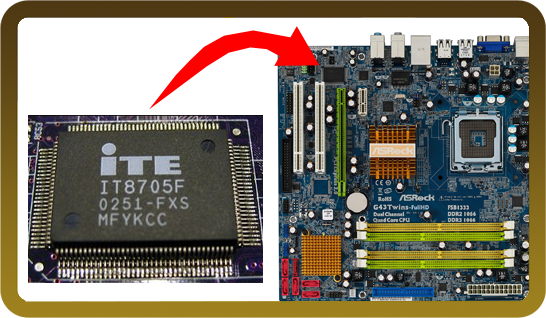 RC53
iTE
IT8705F
0251-FXS
MFYKCC
ASRock
RoHS
ASRock
G43Twins-FullHD
FSB1333
Dual Channel
DDR2 1066
Quad Core CPU
DDR3 1066